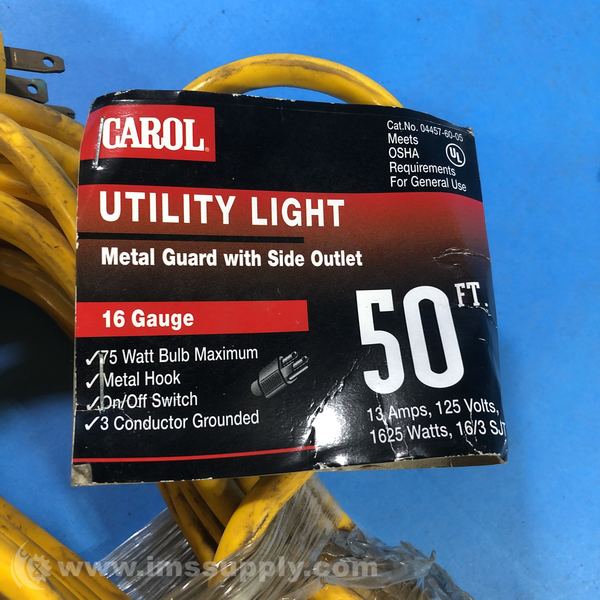 CAROL
Cat.No. 04457-60-05
Meets
OSHA
Requirements
For General Use
UL
UTILITY LIGHT
Metal Guard with Side Outlet
16 Gauge
✓75 Watt Bulb Maximum
✓Metal Hook
✓On/Off Switch
✓3 Conductor Grounded
50 FT.
13 Amps, 125 Volts,
1625 Watts, 16/3
www.imssupply.com